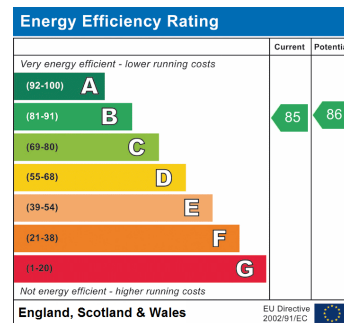 Energy Efficiency Rating
Current Potentia
Very energy efficient - lower running costs
(92-100) A
(81-91) B 85 86
(69-80) C
(55-68) D
(39-54) E
(21-38) F
(1-20) G
Not energy efficient - higher running costs
England, Scotland & Wales
EU Directive
2002/91/EC